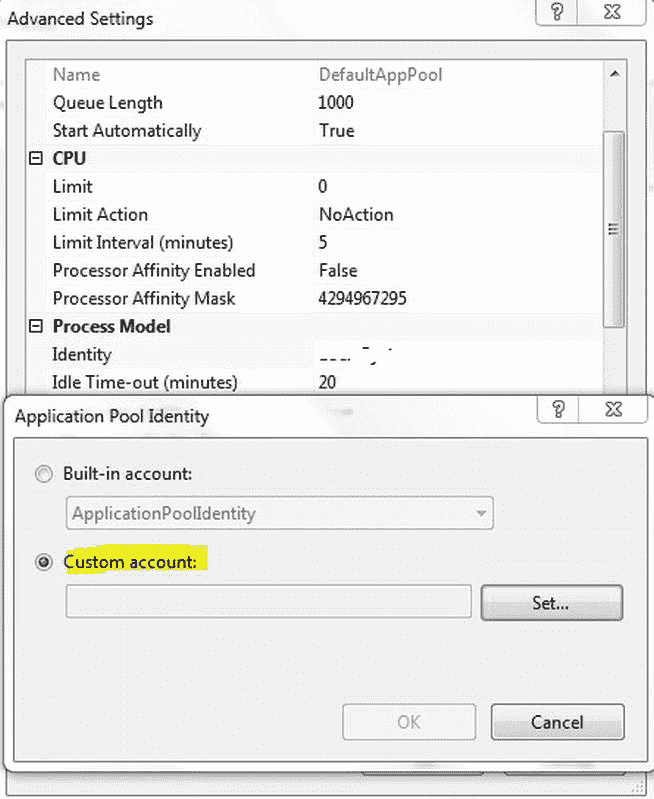 Advanced Settings
Name DefaultAppPool
Queue Length 1000
Start Automatically True
CPU
Limit 0
Limit Action NoAction
Limit Interval (minutes) 5
Processor Affinity Enabled False
Processor Affinity Mask 4294967295
Process Model
Identity
Idle Time-out (minutes) 20
Application Pool Identity
Built-in account:
ApplicationPoolIdentity
Custom account:
Set...
OK Cancel